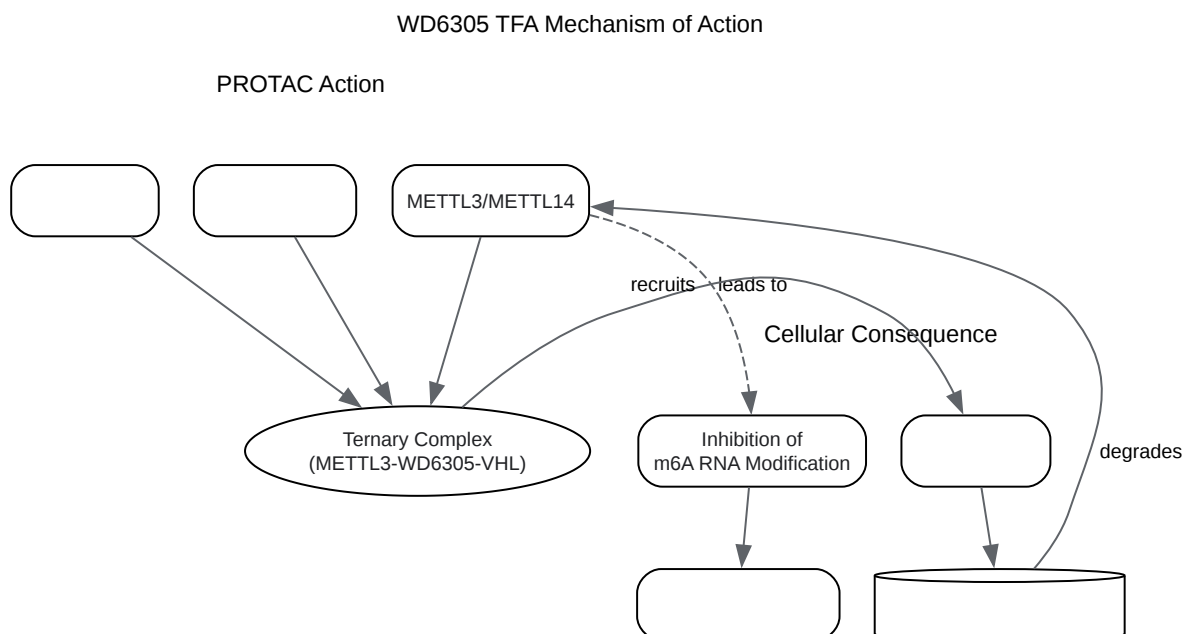 WD6305 TFA Mechanism of Action
PROTAC Action
METTL3/METTL14
recruits
leads to
Cellular Consequence
Ternary Complex
(METTL3-WD6305-VHL)
Inhibition of
m6A RNA Modification
degrades